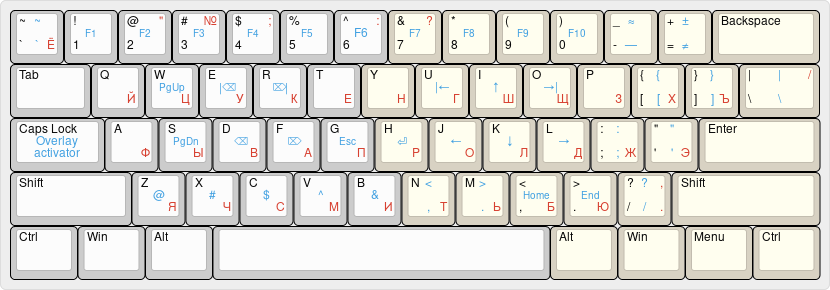 ~ ~ ! F1 @ " F2 # № F3 $ ; F4 % F5 ^ : F6 & ? F7 * F8 ( F9 ) F10 _ ≈ + ± Backspace
` ` Ё 1 2 3 4 5 6 7 8 9 0 - — = ≠
Tab Q W PgUp E |⌫ R ⌦| T Y U |← I ↑ O →| P { { } } | | /
Й Ц У К Е Н Г Ш Щ З [ [ Х ] ] Ъ \ \
Caps Lock A S D F G H J K L : : " " Enter
Overlay PgDn ⌫ ⌦ Esc ⏎ ← ↓ →
activator Ф Ы В А П Р О Л Д ; ; Ж ' ' Э
Shift Z X C V B N < M > < > ? ? , Shift
@ # $ ^ & Home End
Я Ч С М И , Т . Ь , Б . Ю / / .
Ctrl Win Alt Alt Win Menu Ctrl